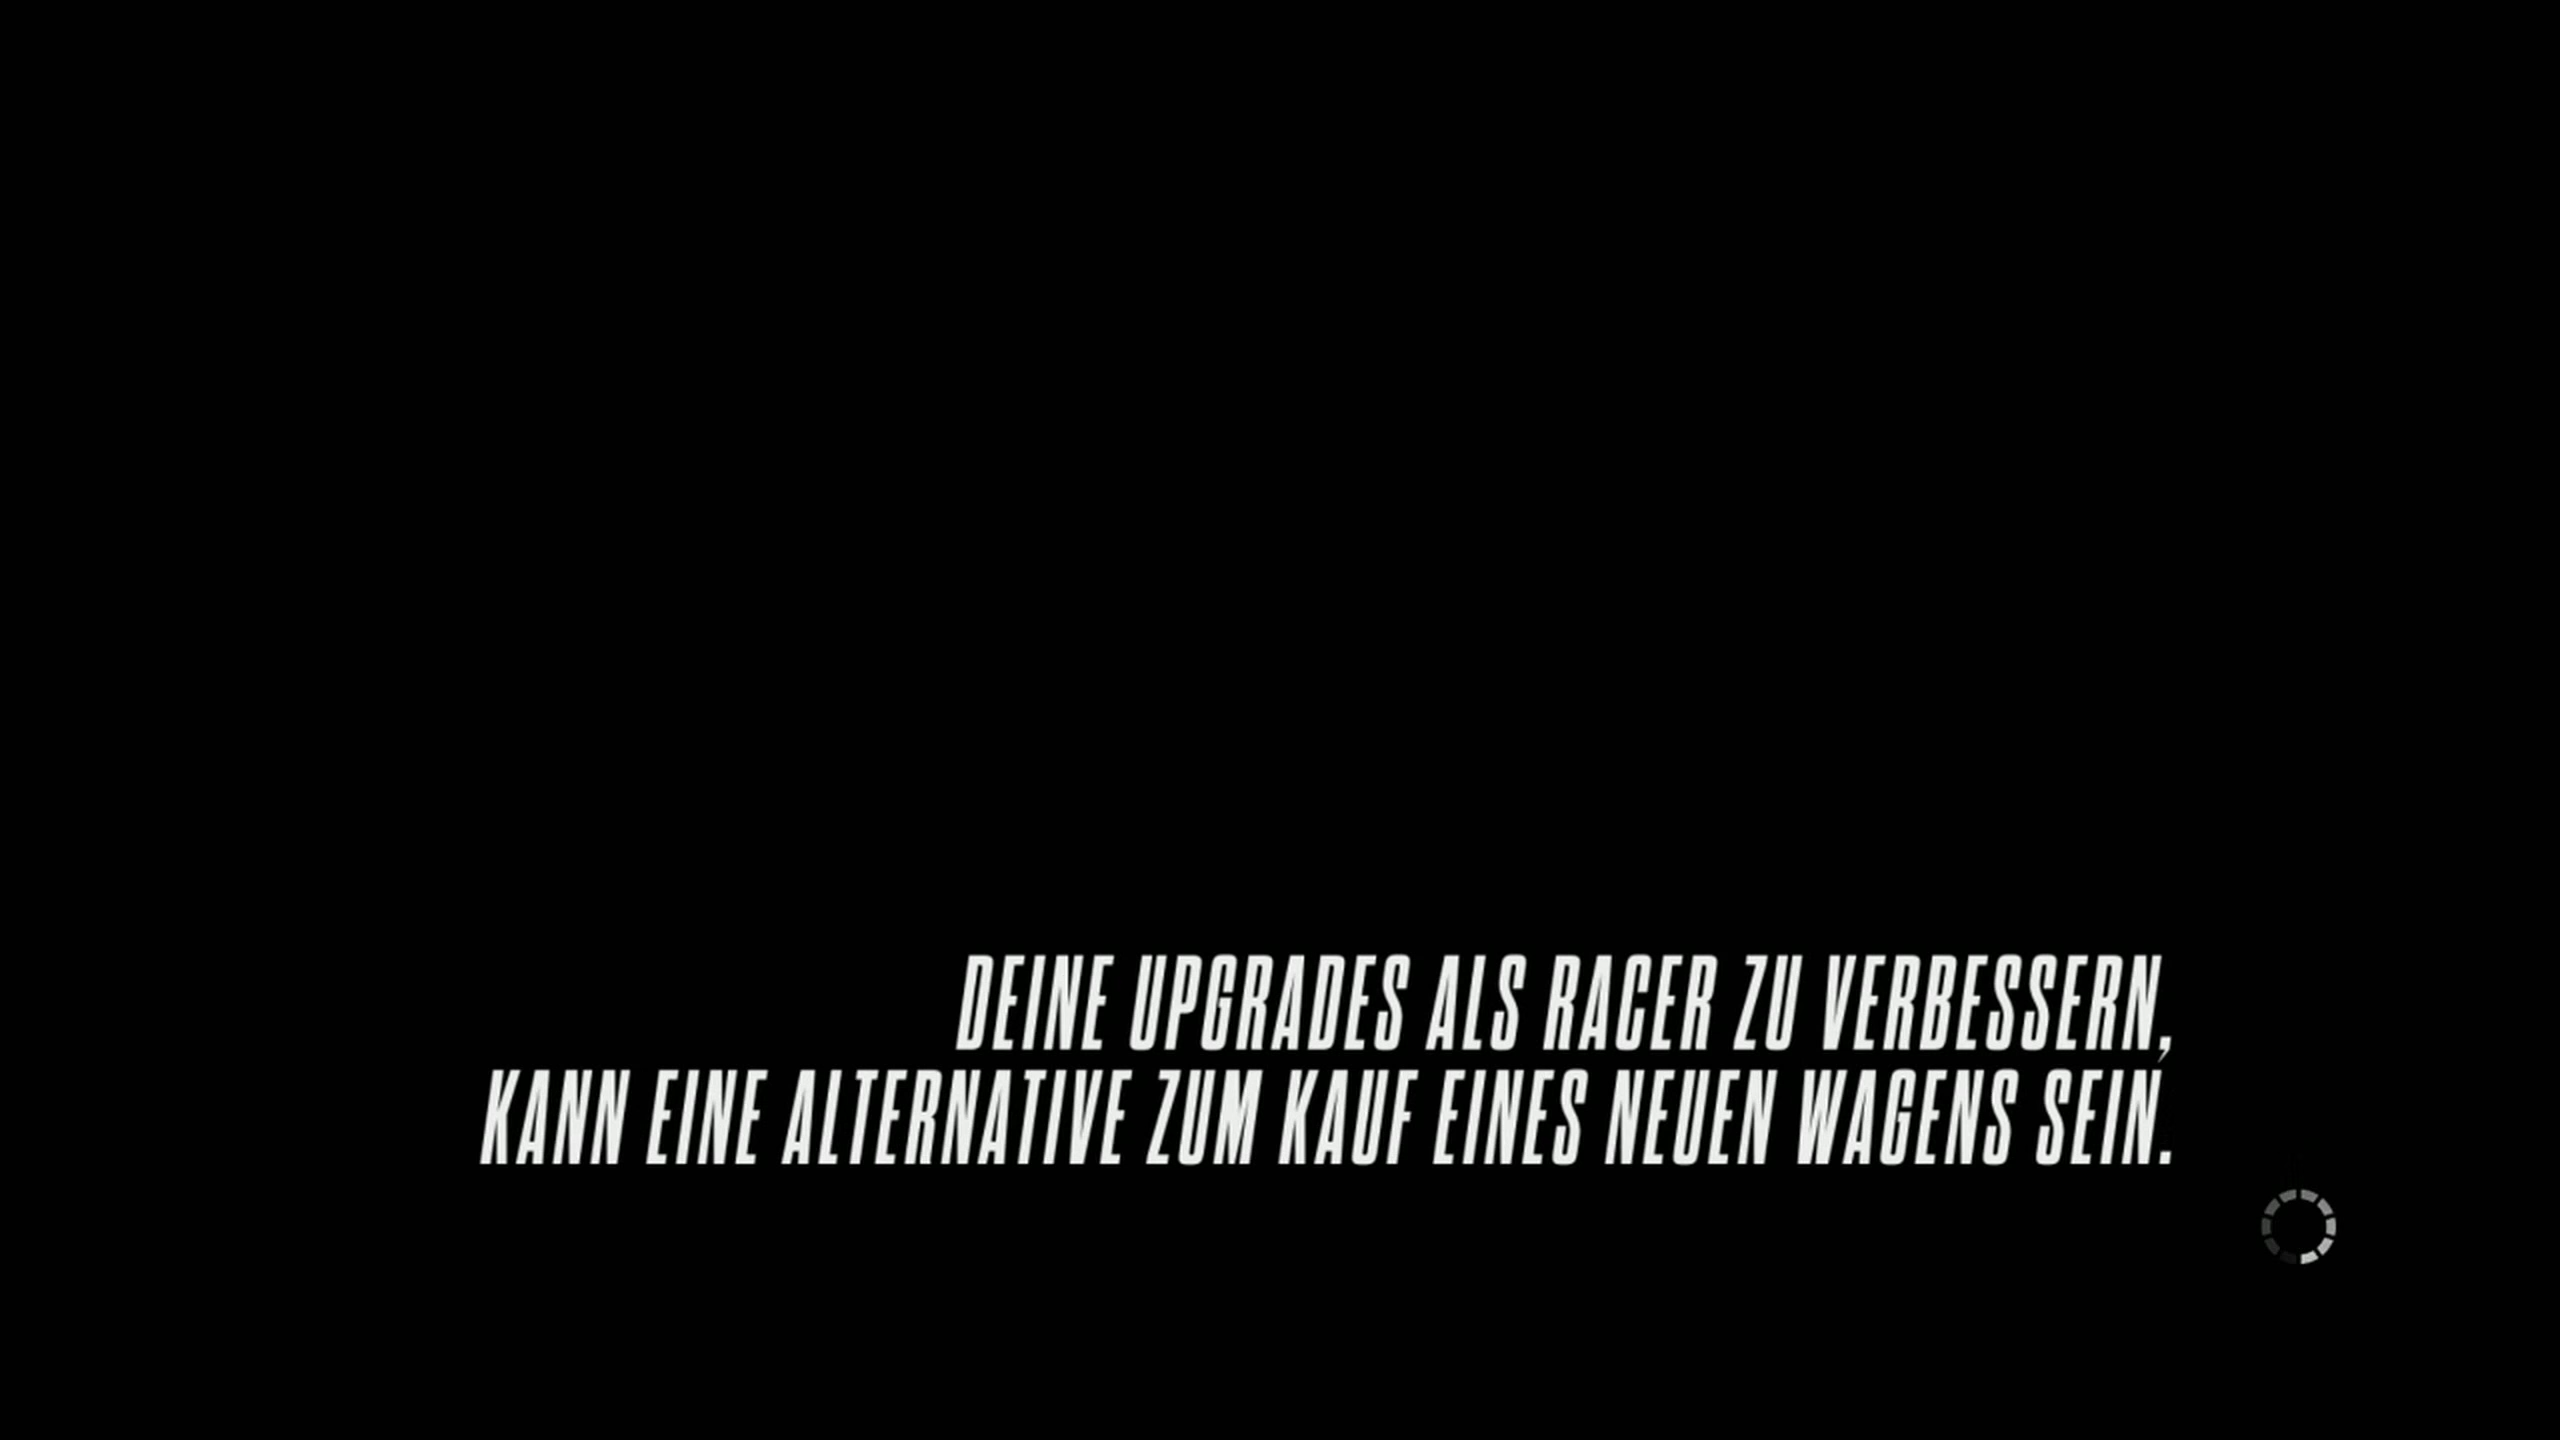 DEINE UPGRADES ALS RACER ZU VERBESSERN,
KANN EINE ALTERNATIVE ZUM KAUF EINES NEUEN WAGENS SEIN.